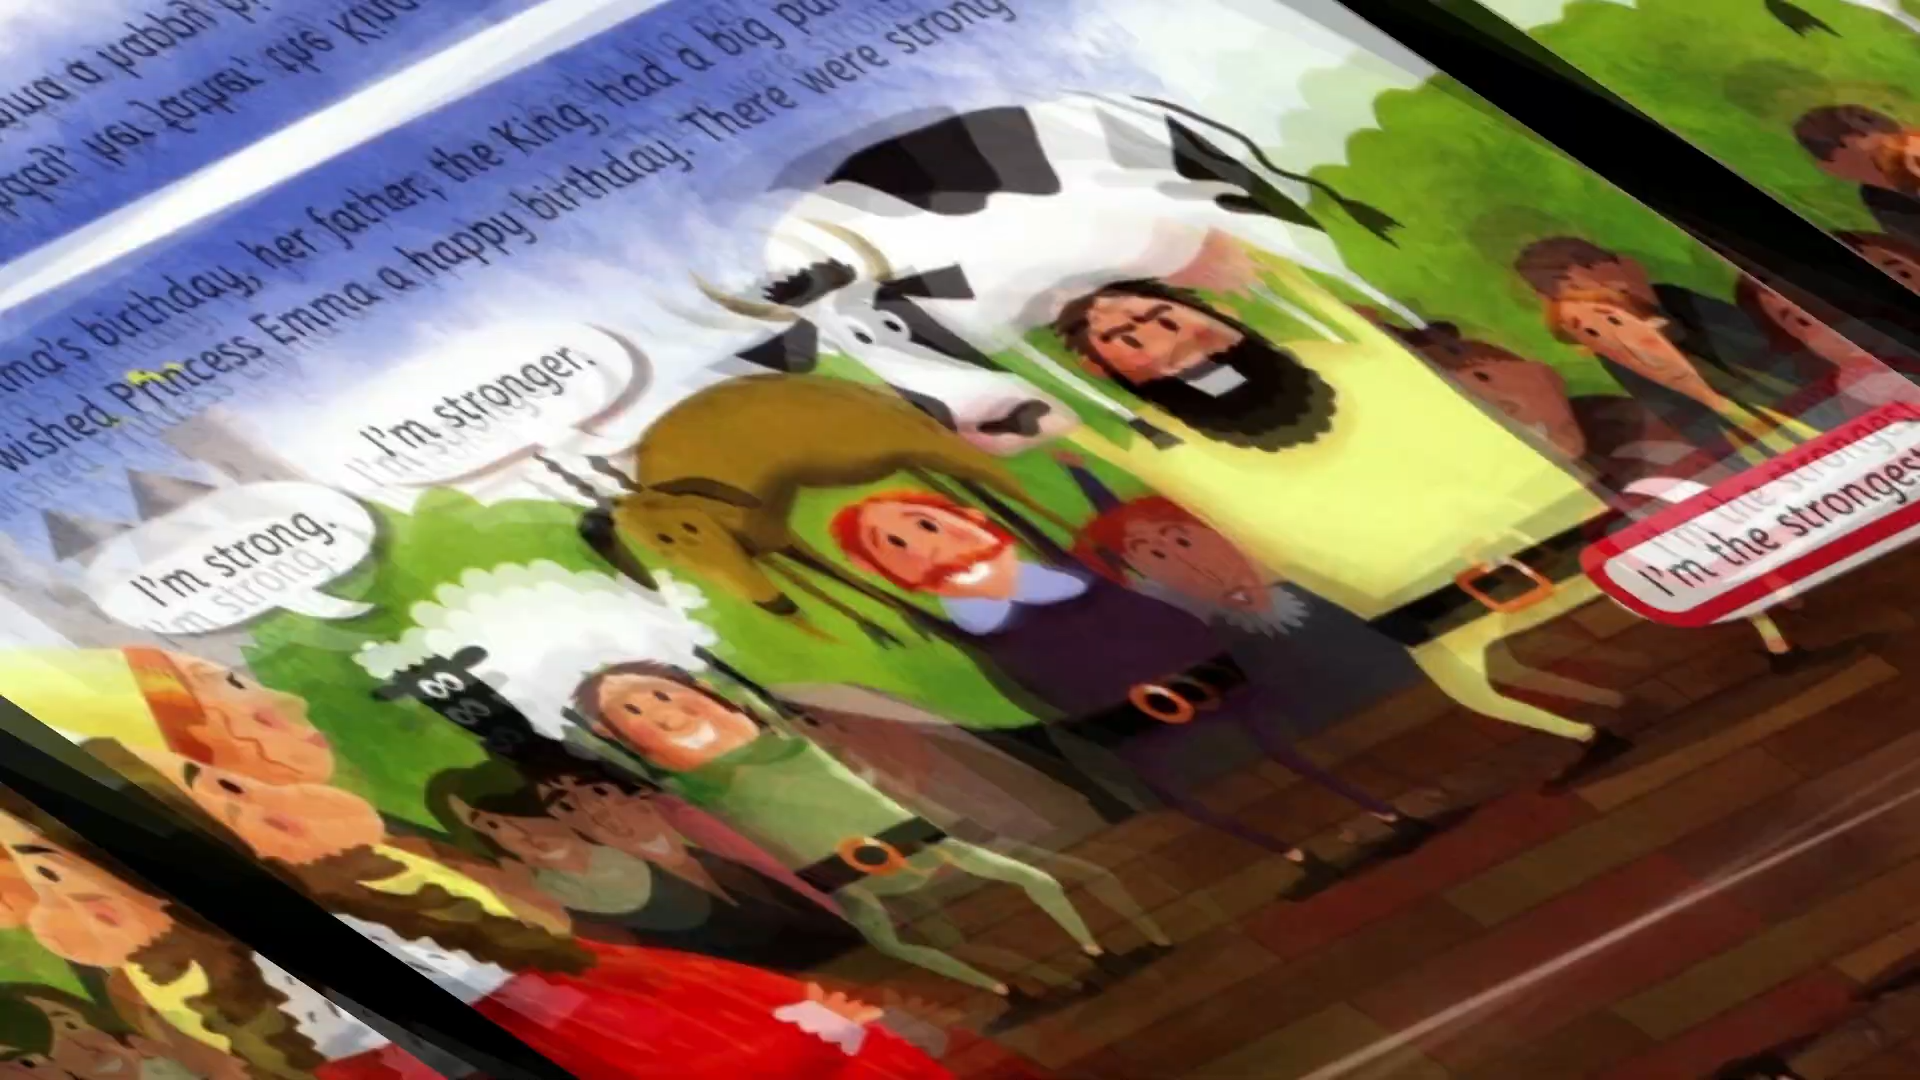 ma's birthday, her father, the King, had a big
wished Princess Emma a happy birthday. There were strong
I'm stronger.
I'm strong.
I'm the strongest